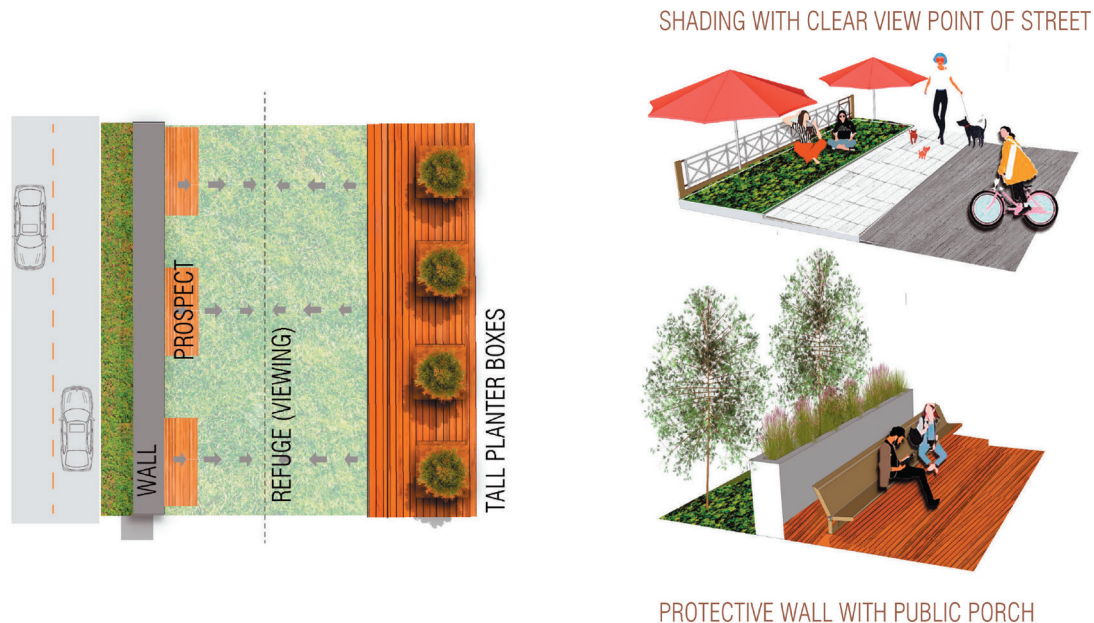 SHADING WITH CLEAR VIEW POINT OF STREET
WALL
PROSPECT
REFUGE (VIEWING)
TALL PLANTER BOXES
PROTECTIVE WALL WITH PUBLIC PORCH